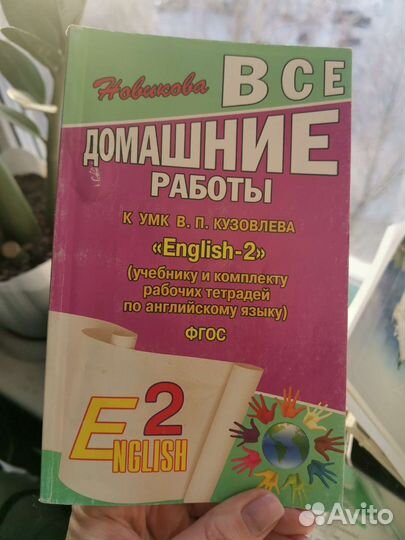 Новикова ВСЕ
ДОМАШНИЕ
РАБОТЫ
К УМК В. П. КУЗОВЛЕВА
«English-2»
(учебнику и комплекту
рабочих тетрадей
по английскому языку)
ФГОС
2
ENGLISH
Avito